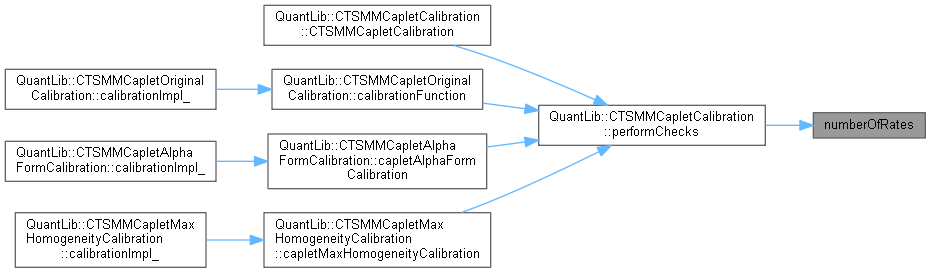 QuantLib::CTSMMCapletCalibration
::CTSMMCapletCalibration
QuantLib::CTSMMCapletOriginal
Calibration::calibrationImpl_
QuantLib::CTSMMCapletOriginal
Calibration::calibrationFunction
QuantLib::CTSMMCapletCalibration
::performChecks
numberOfRates
QuantLib::CTSMMCapletAlpha
FormCalibration::calibrationImpl_
QuantLib::CTSMMCapletAlpha
FormCalibration::capletAlphaForm
Calibration
QuantLib::CTSMMCapletMax
HomogeneityCalibration
::calibrationImpl_
QuantLib::CTSMMCapletMax
HomogeneityCalibration
::capletMaxHomogeneityCalibration